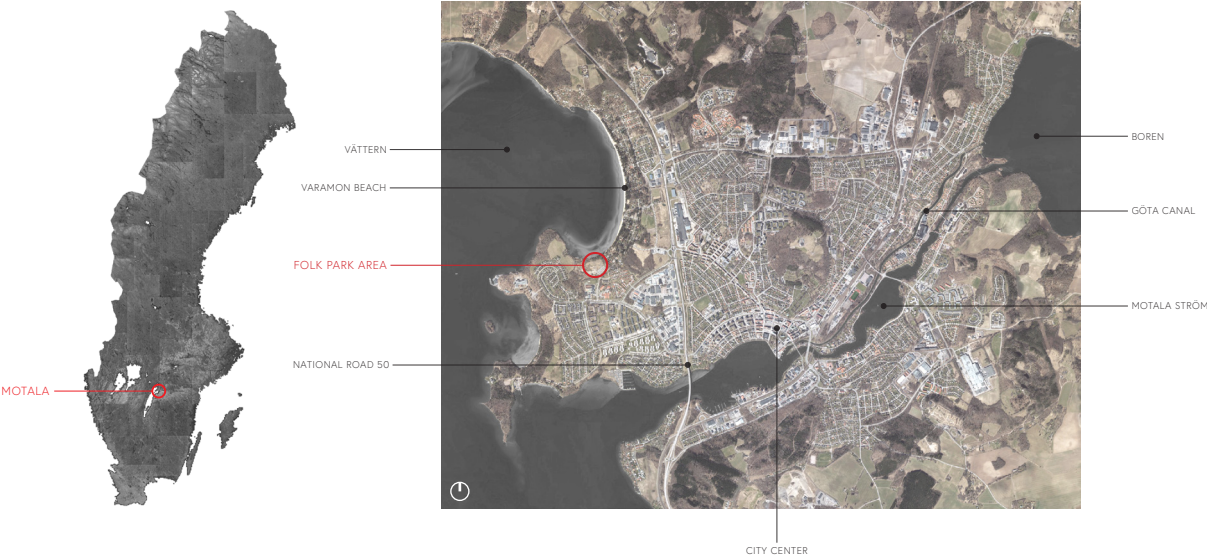 VÄTTERN
VARAMON BEACH
FOLK PARK AREA
NATIONAL ROAD 50
MOTALA
BOREN
GÖTA CANAL
MOTALA STRÖM
CITY CENTER